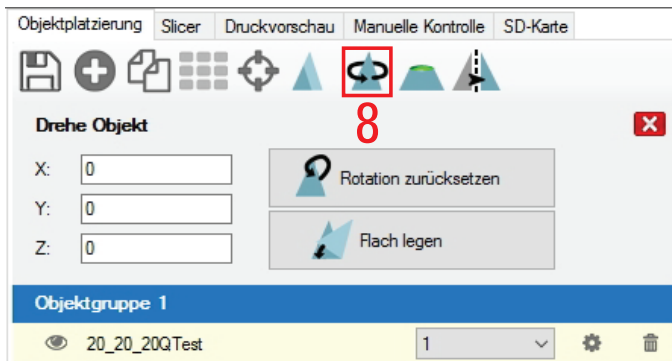 Objektplatzierung Slicer Druckvorschau Manuelle Kontrolle SD-Karte
8
Drehe Objekt
X: 0
Rotation zurücksetzen
Y: 0
Flach legen
Z: 0
Objektgruppe 1
20_20_20QTest 1